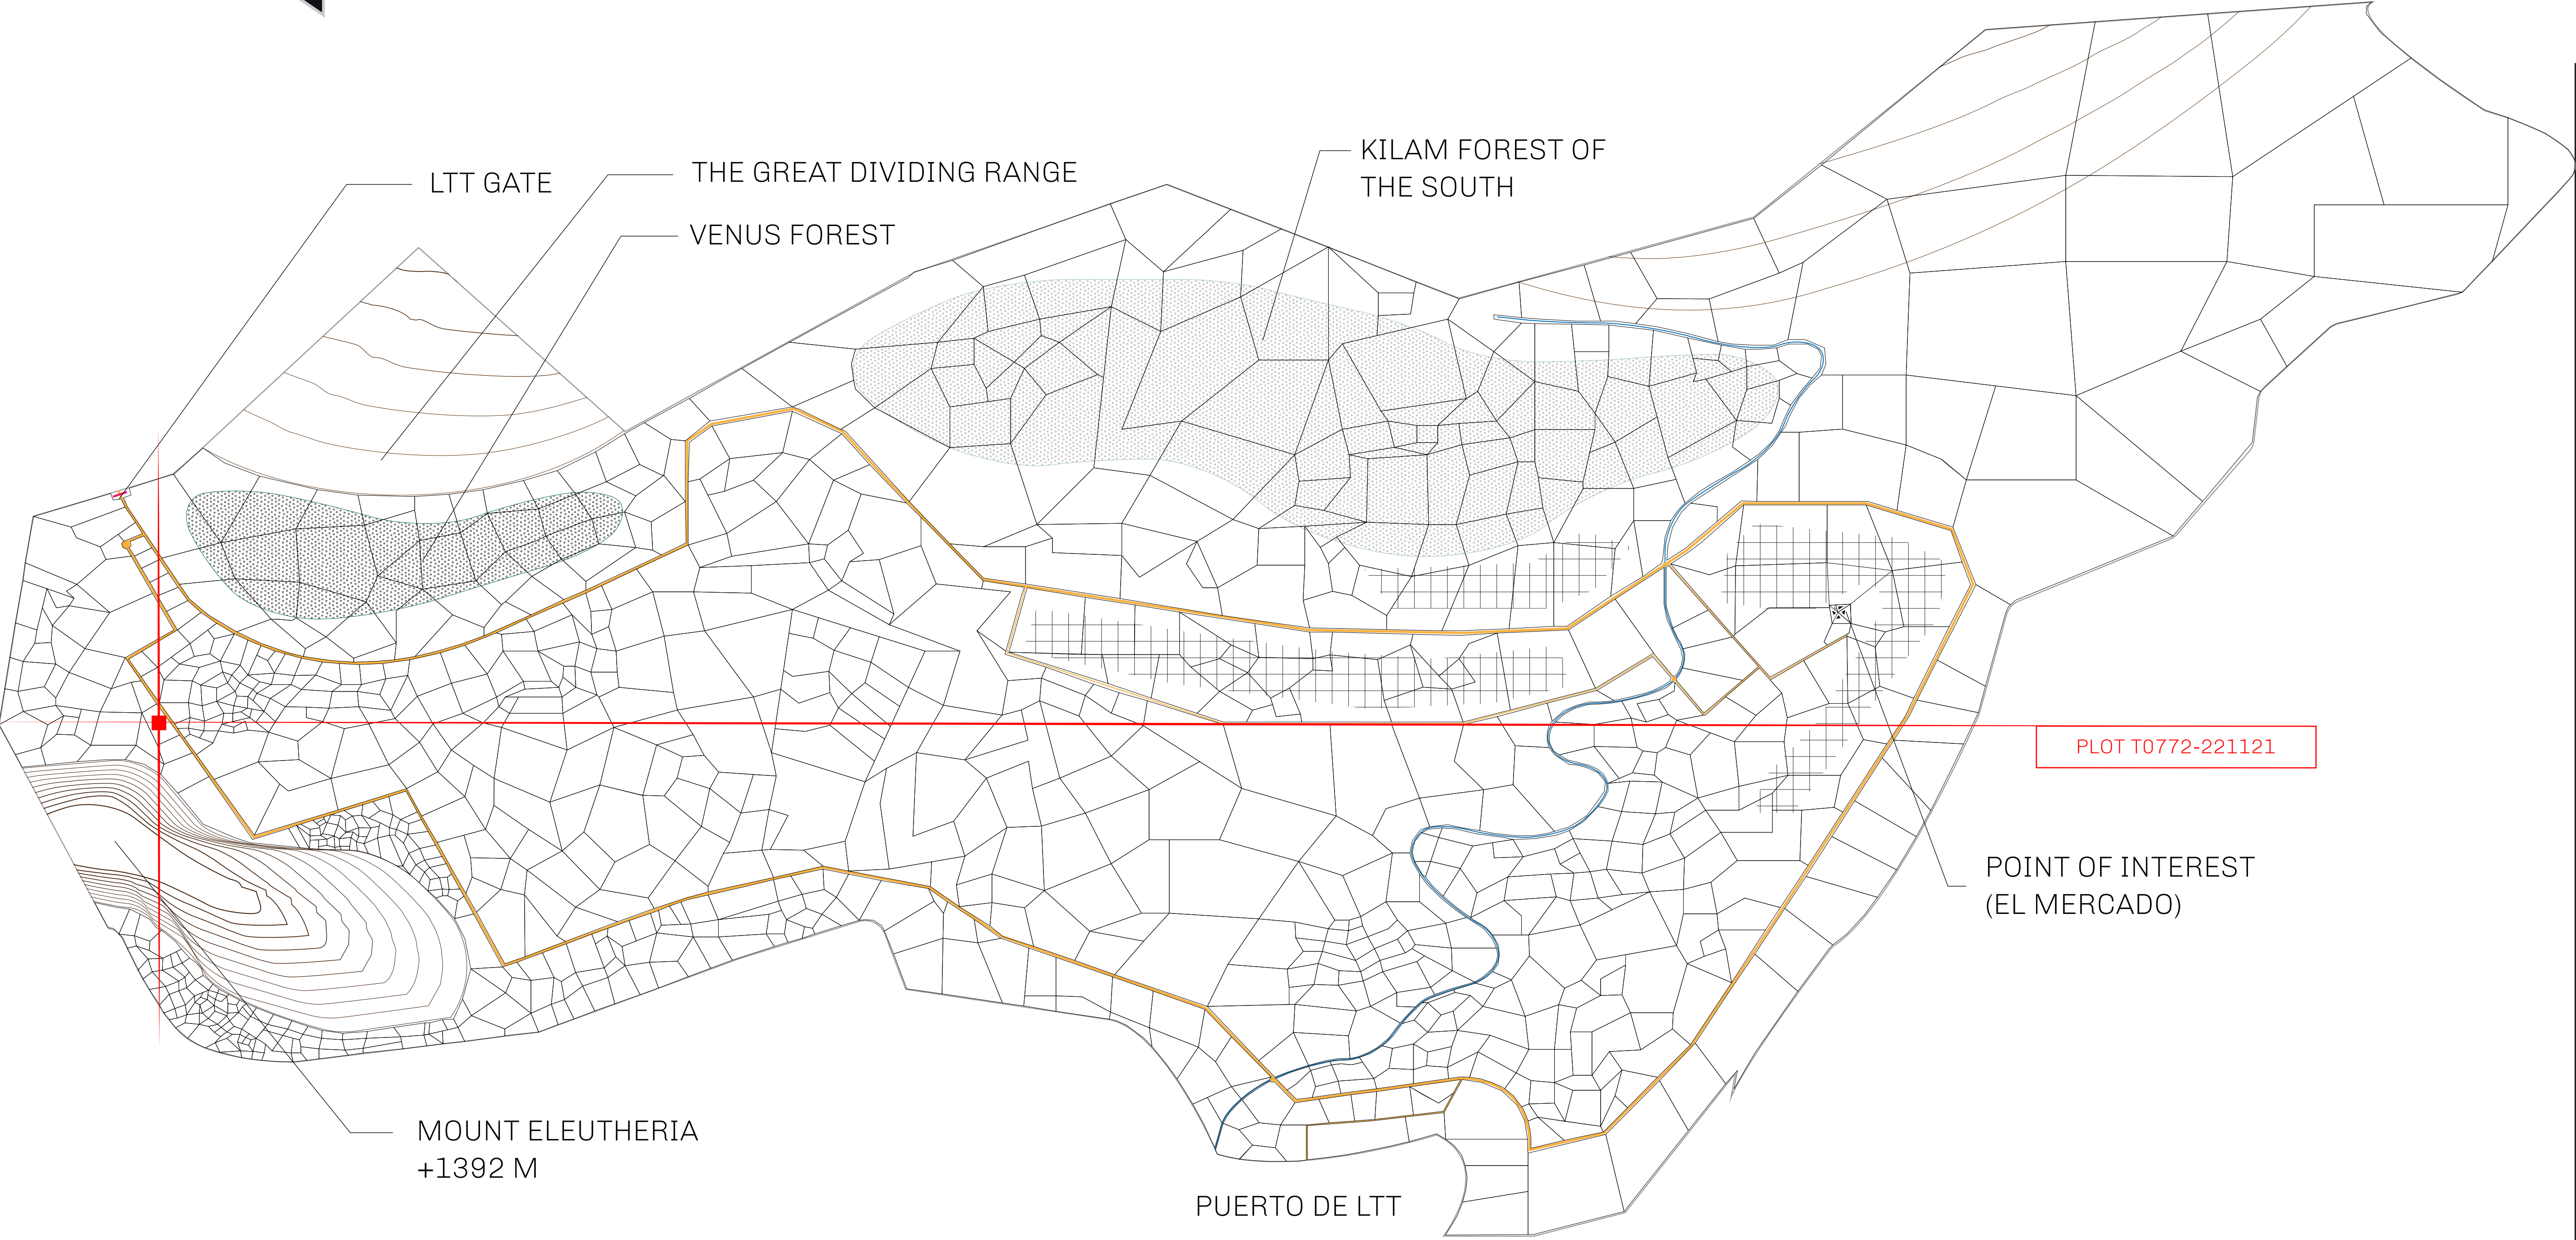 KILAM FOREST OF
THE SOUTH
THE GREAT DIVIDING RANGE
LTT GATE
VENUS FOREST
PLOT T0772-221121
POINT OF INTEREST
(EL MERCADO)
MOUNT ELEUTHERIA
+1392 M
PUERTO DE LTT